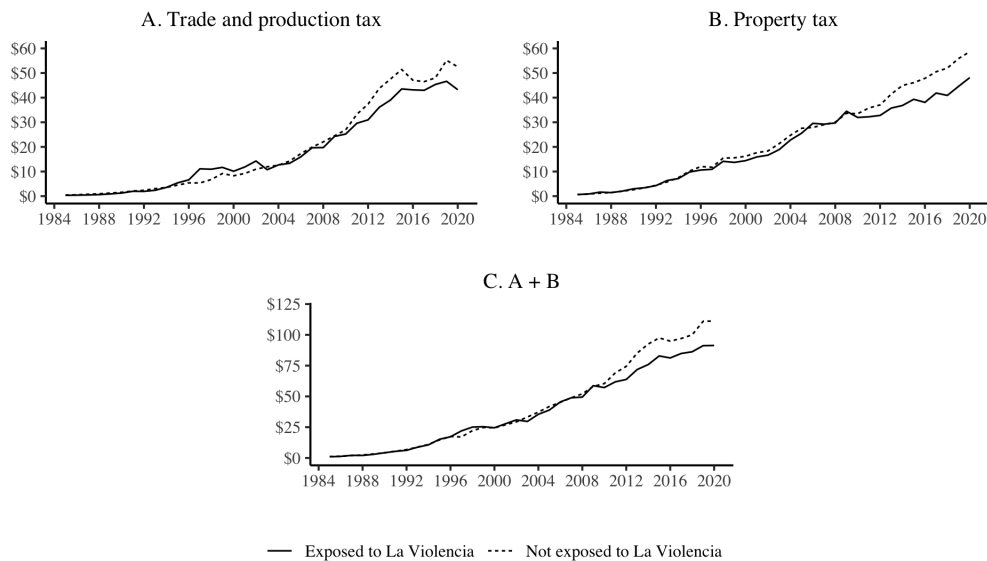 A. Trade and production tax
$60
$50
$40
$30
$20
$10
$0
1984 1988 1992 1996 2000 2004 2008 2012 2016 2020
B. Property tax
$60
$50
$40
$30
$20
$10
$0
1984 1988 1992 1996 2000 2004 2008 2012 2016 2020
C. A + B
$125
$100
$75
$50
$25
$0
1984 1988 1992 1996 2000 2004 2008 2012 2016 2020
Exposed to La Violencia Not exposed to La Violencia